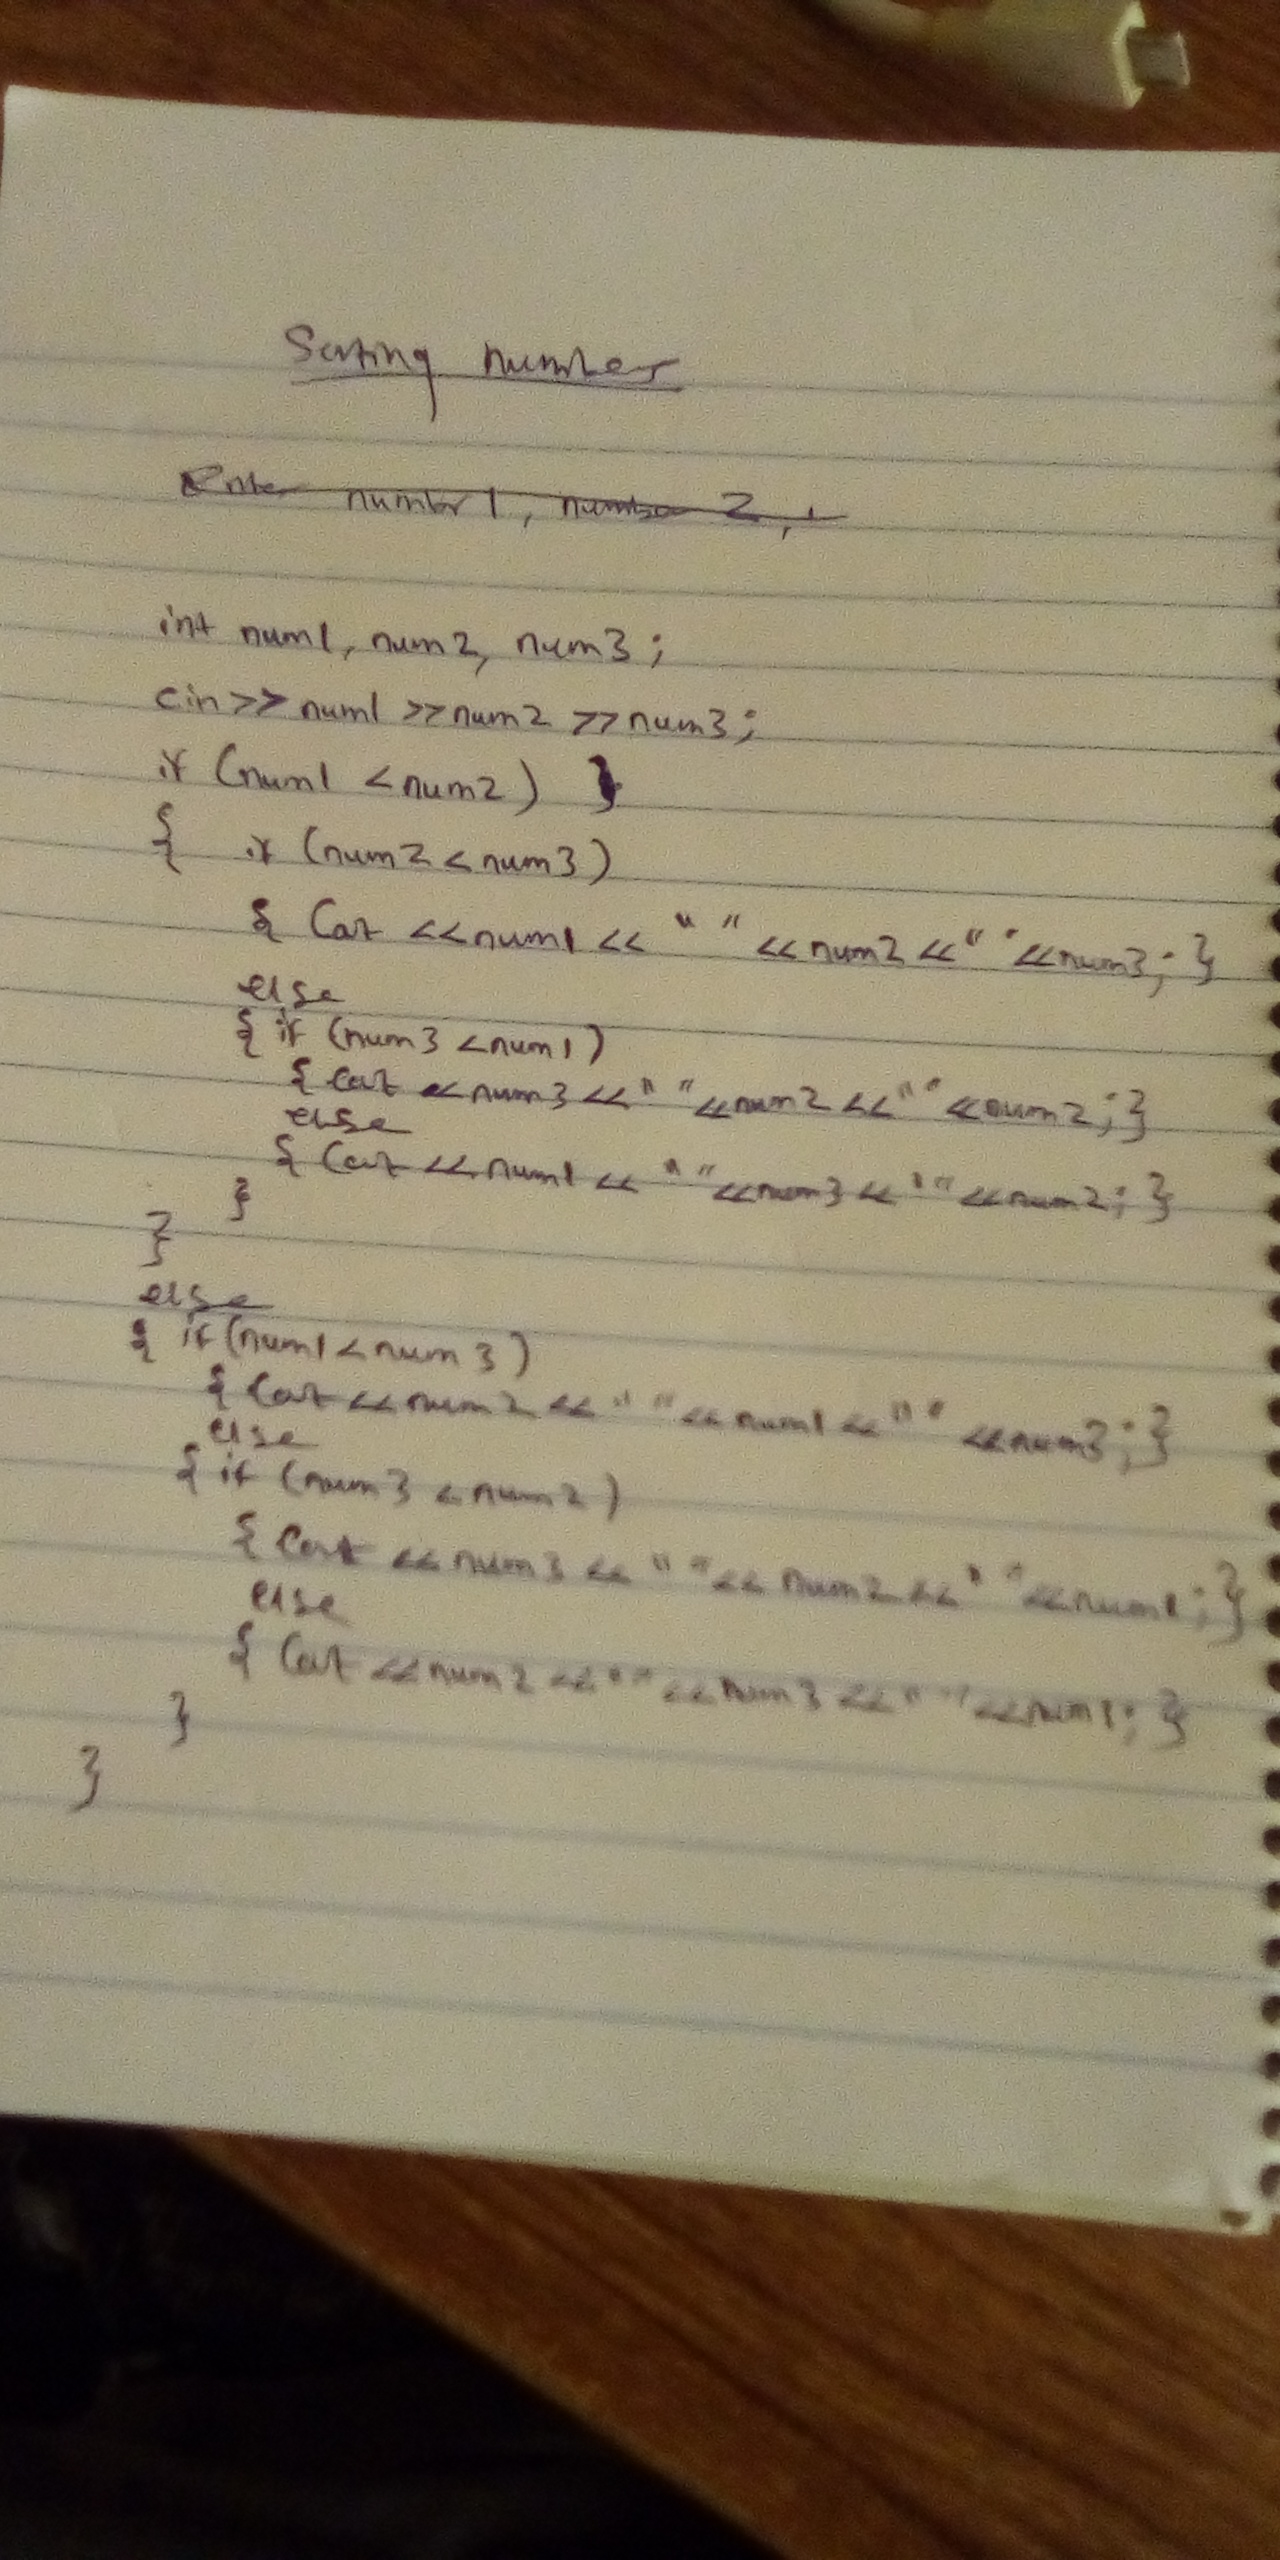 Sorting number
Enter number 1, number 2,
int num1, num2, num3;
cin>> num1 >>num2 >>num3;
if (num1 <num2) }
{ if (num2<num3)
{ Cout <<num1 << " " <<num2 <<" "<<num3; }
else
{ if (num3 <num1)
{ Cout <<num3 <<" "<<num2 <<" " <<num2; }
else
{ Cout <<num1 << " "<<num3 <<" "<<num2; }
}
}
else
{ if (num1<num3)
{ Cout <<num2 << " " <<num1 <<" " <<num3; }
else
{ if (num3 <num2)
{ Cout <<num3 << " "<< num2 <<" "<<num1; }
else
{ Cout <<num2 <<" "<<num3 <<" "<<num1; }
}
}